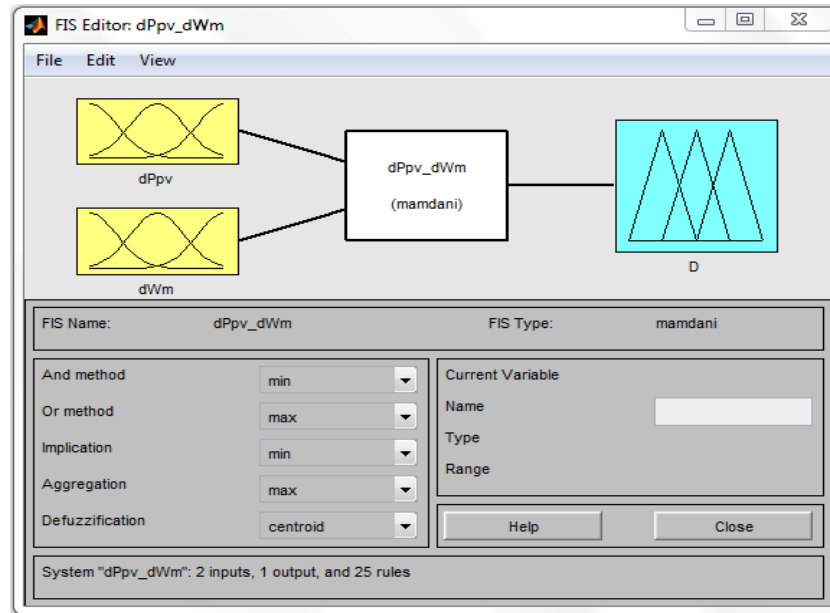 FIS Editor: dPpv_dWm
File Edit View
dPpv
dPpv_dWm
(mamdani)
dWm
D
FIS Name: dPpv_dWm FIS Type: mamdani
And method min
Or method max
Implication min
Aggregation max
Defuzzification centroid
Current Variable
Name
Type
Range
Help Close
System "dPpv_dWm": 2 inputs, 1 output, and 25 rules